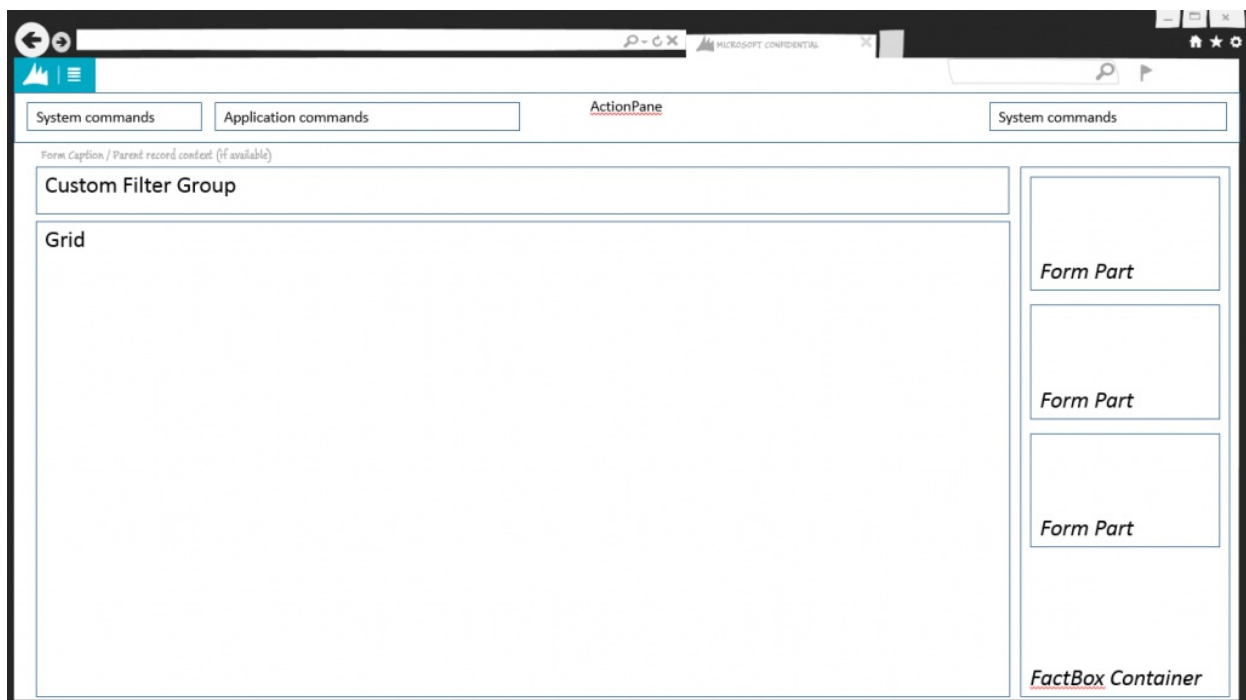 MICROSOFT CONFIDENTIAL
ActionPane
System commands
Application commands
System commands
Form Caption / Parent record context (if available)
Custom Filter Group
Grid
Form Part
Form Part
Form Part
FactBox Container